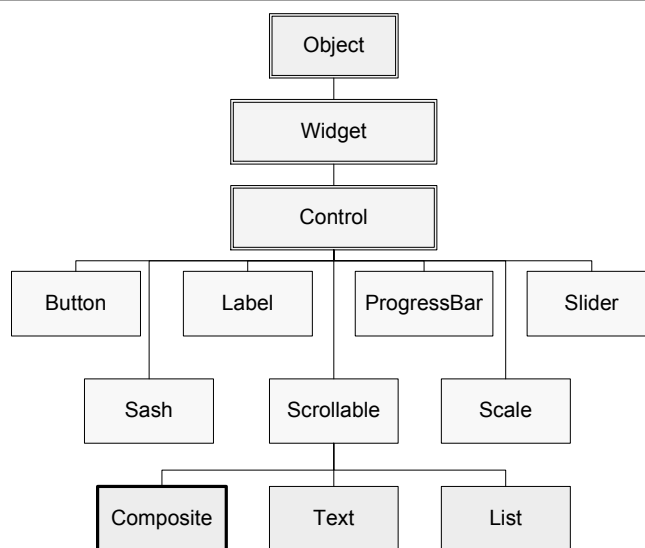 Object
Widget
Control
Button
Label
ProgressBar
Slider
Sash
Scrollable
Scale
Composite
Text
List